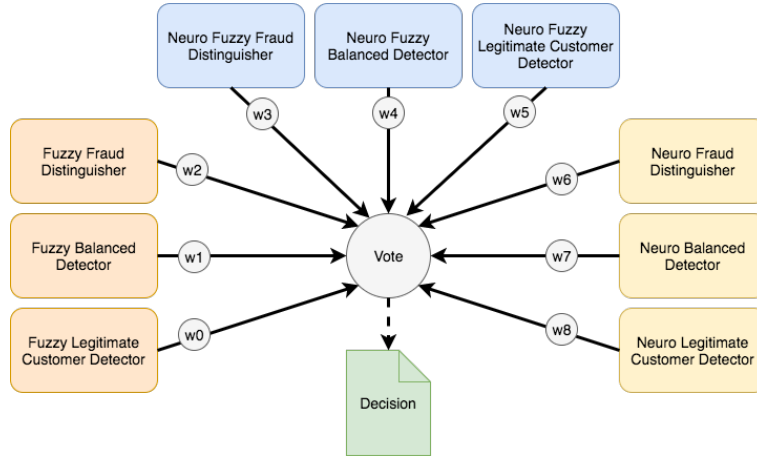 Neuro Fuzzy Fraud
Distinguisher
Neuro Fuzzy
Balanced Detector
Neuro Fuzzy
Legitimate Customer
Detector
w3
w4
w5
Fuzzy Fraud
Distinguisher
w2
w6
Neuro Fraud
Distinguisher
Fuzzy Balanced
Detector
w1
Vote
w7
Neuro Balanced
Detector
Fuzzy Legitimate
Customer Detector
w0
w8
Neuro Legitimate
Customer Detector
Decision